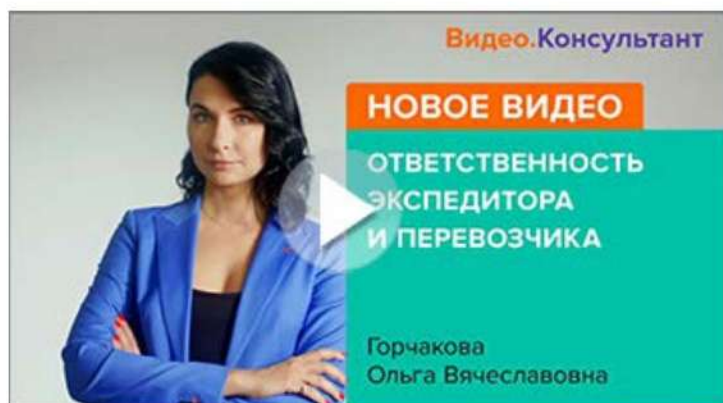 Видео.Консультант
НОВОЕ ВИДЕО
ОТВЕТСТВЕННОСТЬ
ЭКСПЕДИТОРА
И ПЕРЕВОЗЧИКА
Горчакова
Ольга Вячеславовна